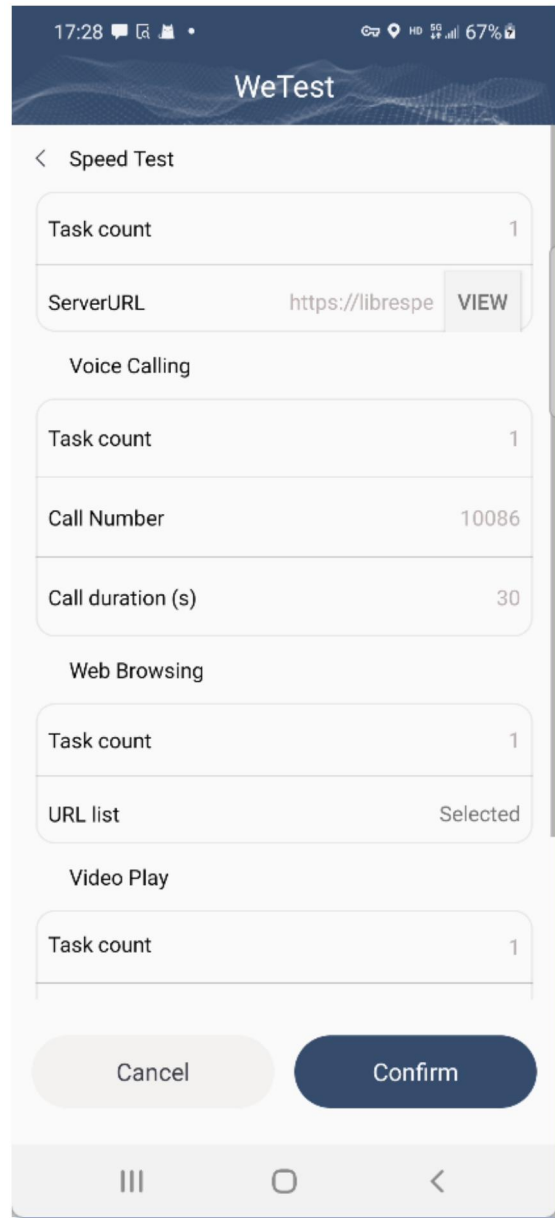 17:28 HD 5G 67%
WeTest
Speed Test
Task count 1
ServerURL https://librespe VIEW
Voice Calling
Task count 1
Call Number 10086
Call duration (s) 30
Web Browsing
Task count 1
URL list Selected
Video Play
Task count 1
Cancel Confirm